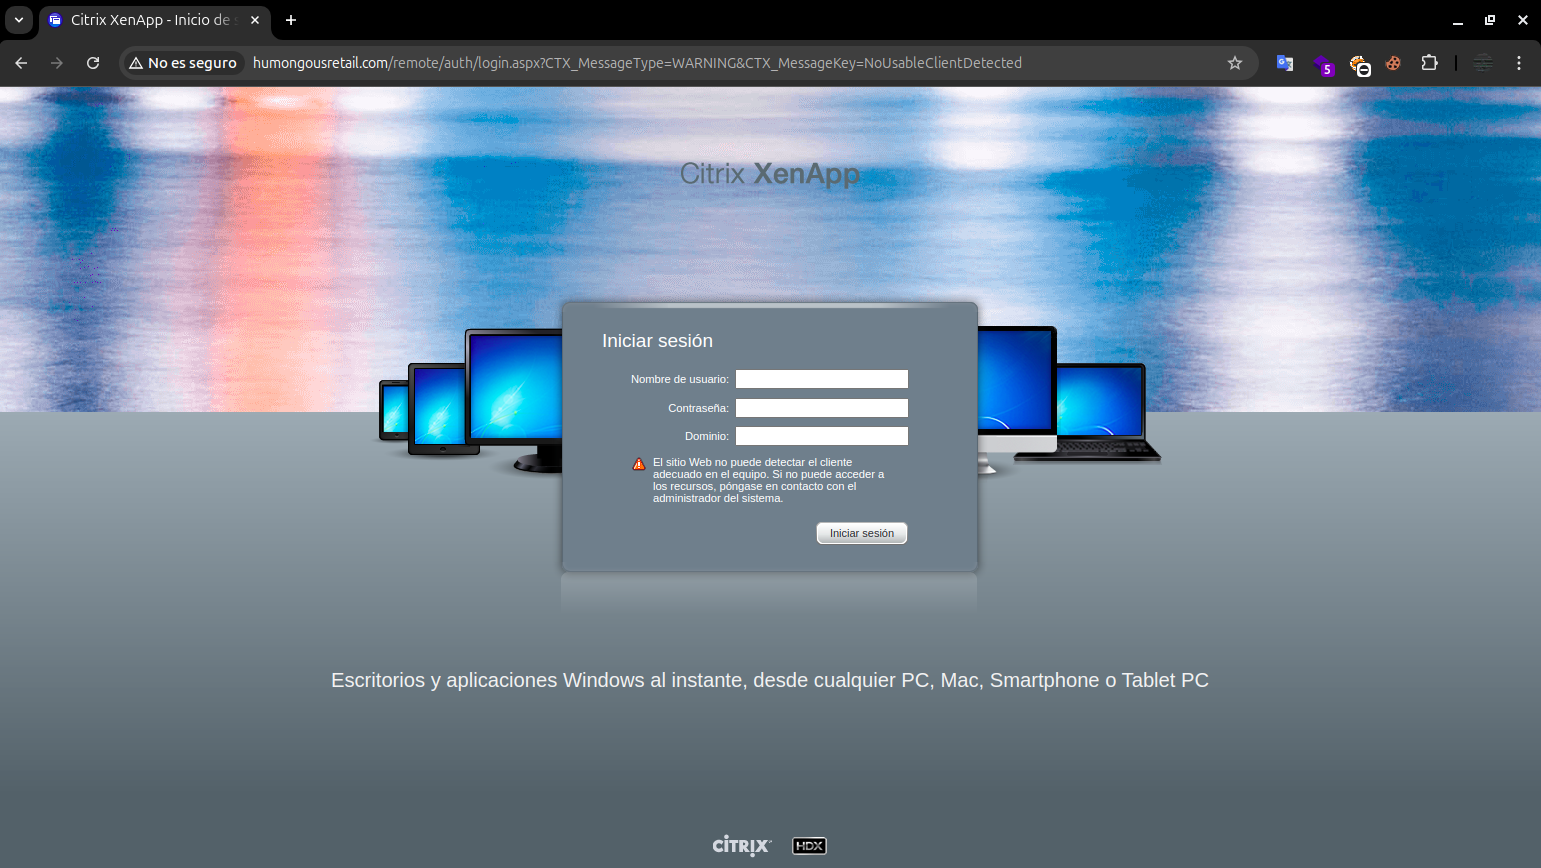 Citrix XenApp - Inicio de s
No es seguro
humongousretail.com/remote/auth/login.aspx?CTX_MessageType=WARNING&CTX_MessageKey=NoUsableClientDetected
5
Citrix XenApp
Iniciar sesión
Nombre de usuario:
Contraseña:
Dominio:
El sitio Web no puede detectar el cliente
adecuado en el equipo. Si no puede acceder a
los recursos, póngase en contacto con el
administrador del sistema.
Iniciar sesión
Escritorios y aplicaciones Windows al instante, desde cualquier PC, Mac, Smartphone o Tablet PC
CITRIX
HDX